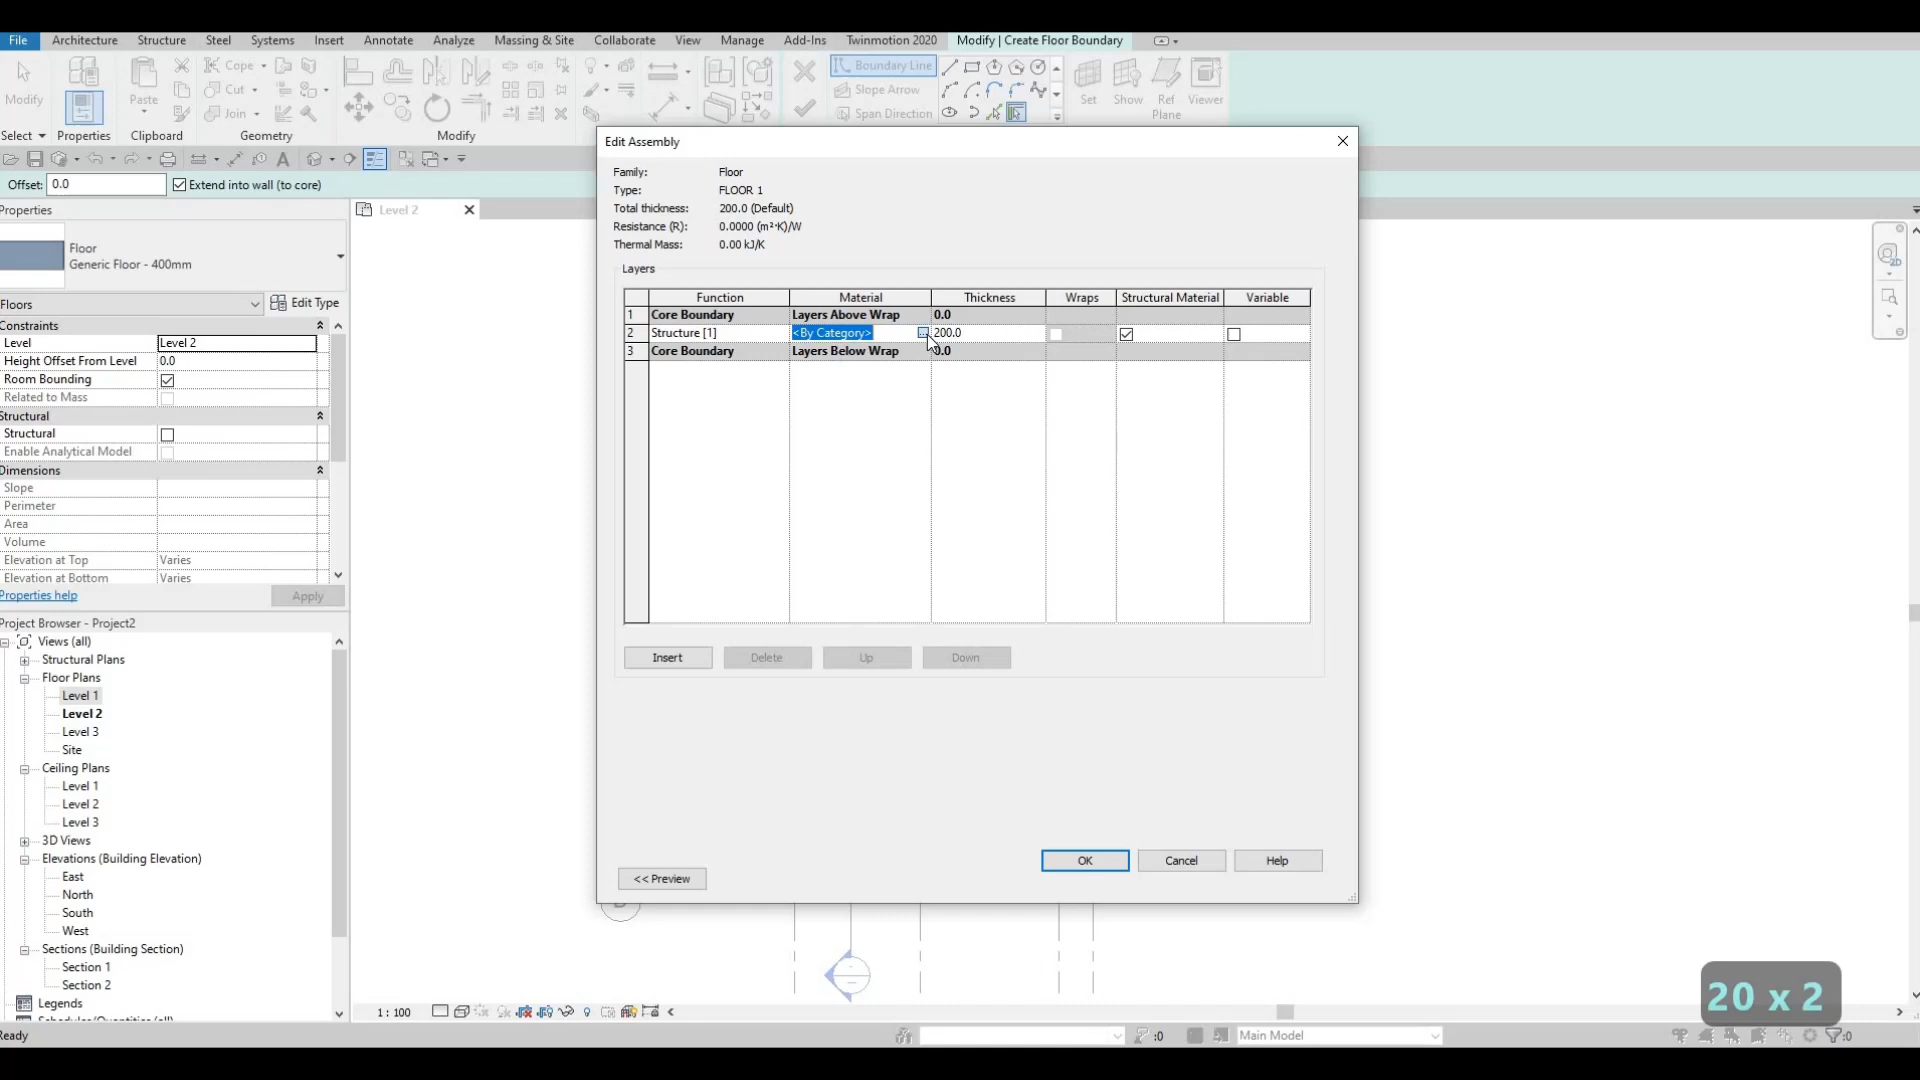 File Architecture Structure Steel Systems Insert Annotate Analyze Massing & Site Collaborate View Manage Add-Ins Twinmotion 2020 Modify | Create Floor Boundary
Modify
Paste
Cope
Cut
Join
Boundary Line
Slope Arrow
Span Direction
Set Show Ref Plane Viewer
Select Properties Clipboard Geometry Modify
Offset: 0.0 Extend into wall (to core)
Properties
Floor
Generic Floor - 400mm
Floors Edit Type
Constraints
Level Level 2
Height Offset From Level 0.0
Room Bounding
Related to Mass
Structural
Structural
Enable Analytical Model
Dimensions
Slope
Perimeter
Area
Volume
Elevation at Top Varies
Elevation at Bottom Varies
Properties help Apply
Project Browser - Project2
Views (all)
Structural Plans
Floor Plans
Level 1
Level 2
Level 3
Site
Ceiling Plans
Level 1
Level 2
Level 3
3D Views
Elevations (Building Elevation)
East
North
South
West
Sections (Building Section)
Section 1
Section 2
Legends
Level 2
Edit Assembly
Family: Floor
Type: FLOOR 1
Total thickness: 200.0 (Default)
Resistance (R): 0.0000 (m²·K)/W
Thermal Mass: 0.00 kJ/K
Layers
Function Material Thickness Wraps Structural Material Variable
1 Core Boundary Layers Above Wrap 0.0
2 Structure [1] <By Category> 200.0
3 Core Boundary Layers Below Wrap 0.0
Insert Delete Up Down
OK Cancel Help
<< Preview
1 : 100
20 x 2
Ready :0 Main Model :0